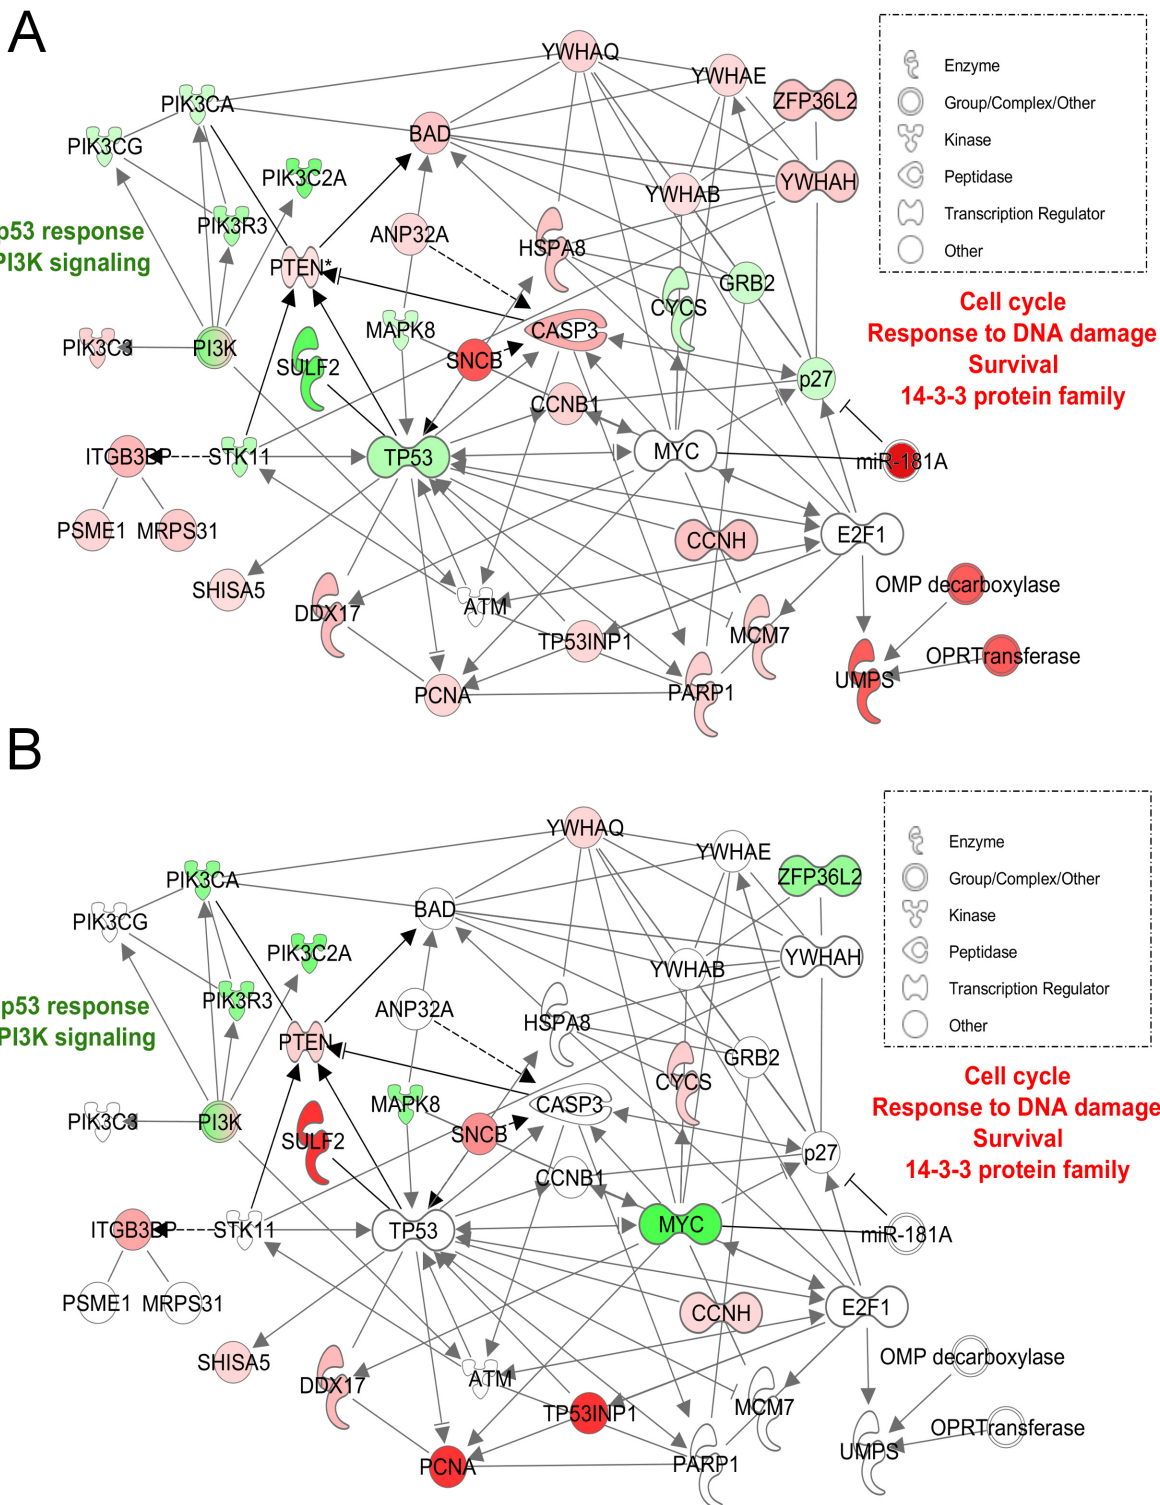 A
YWHAQ
YWHAE
ZFP36L2
PIK3CA
PIK3CG
BAD
PIK3C2A
YWHAB
YWHAH
PIK3R3
ANP32A
HSPA8
p53 response
PI3K signaling
PTEN*
GRB2
CYCS
MAPK8
CASP3
PIK3C3
PI3K
SULF2
SNCB
p27
CCNB1
ITGB3BP
STK11
TP53
MYC
miR-181A
PSME1
MRPS31
CCNH
E2F1
SHISA5
DDX17
ATM
OMP decarboxylase
TP53INP1
MCM7
OPRTransferase
PCNA
PARP1
UMPS
Enzyme
Group/Complex/Other
Kinase
Peptidase
Transcription Regulator
Other
Cell cycle
Response to DNA damage
Survival
14-3-3 protein family
B
YWHAQ
YWHAE
ZFP36L2
PIK3CA
PIK3CG
BAD
PIK3C2A
YWHAB
YWHAH
PIK3R3
ANP32A
HSPA8
p53 response
PI3K signaling
PTEN
GRB2
CYCS
MAPK8
CASP3
PIK3C3
PI3K
SULF2
SNCB
p27
CCNB1
ITGB3BP
STK11
TP53
MYC
miR-181A
PSME1
MRPS31
CCNH
E2F1
SHISA5
DDX17
ATM
OMP decarboxylase
TP53INP1
MCM7
OPRTransferase
PCNA
PARP1
UMPS
Enzyme
Group/Complex/Other
Kinase
Peptidase
Transcription Regulator
Other
Cell cycle
Response to DNA damage
Survival
14-3-3 protein family